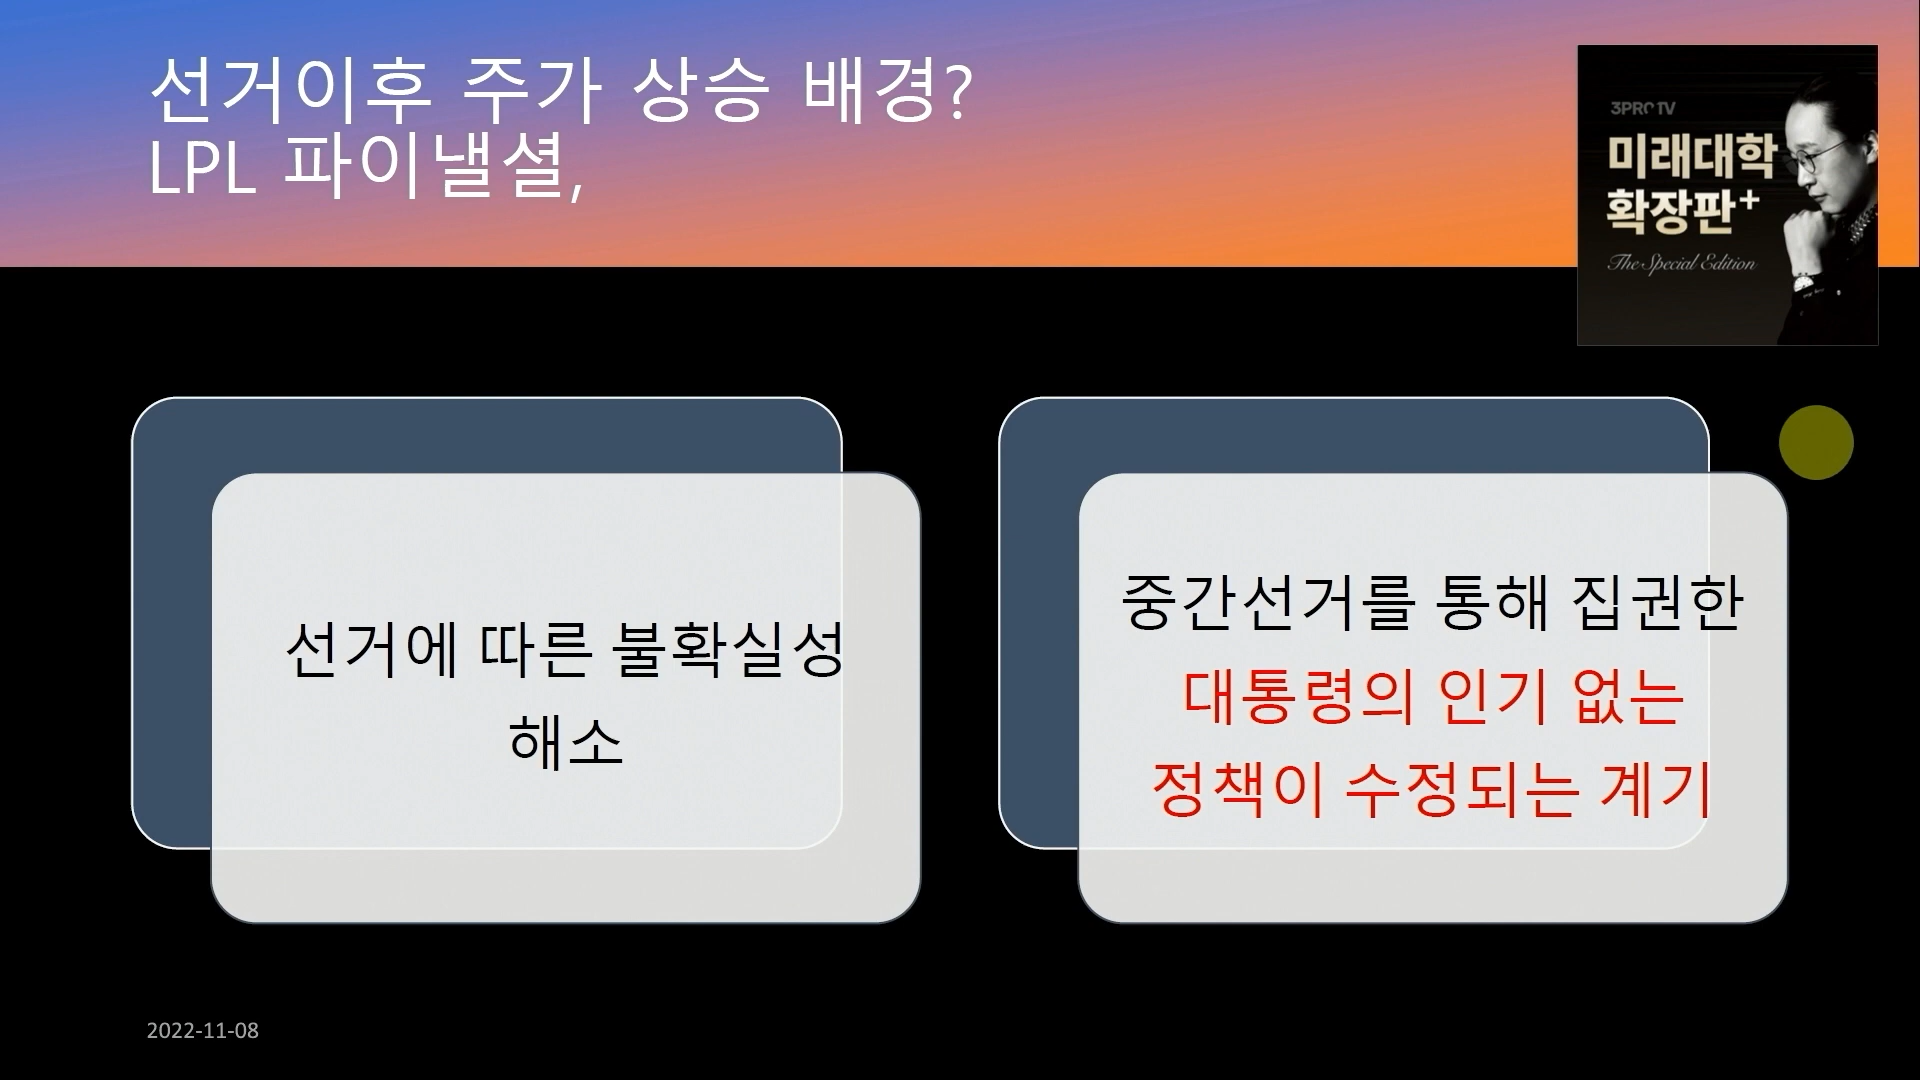 선거이후 주가 상승 배경?
LPL 파이낼셜,
3PRO TV
미래대학
확장판+
The Special Edition
선거에 따른 불확실성
해소
중간선거를 통해 집권한
대통령의 인기 없는
정책이 수정되는 계기
2022-11-08